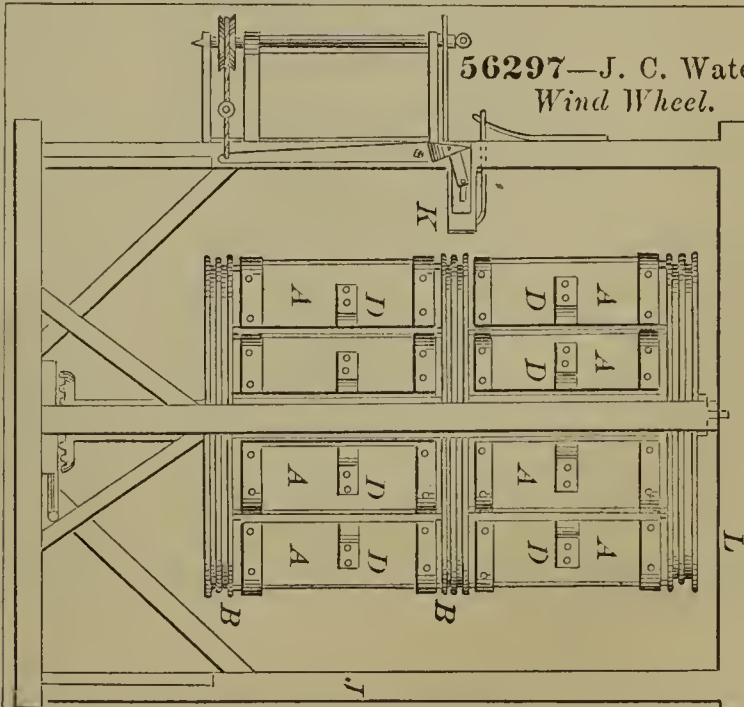 56297—J. C. Wate
Wind Wheel.
K
A D D A
D A
A D A
A D D A
L
B B
J